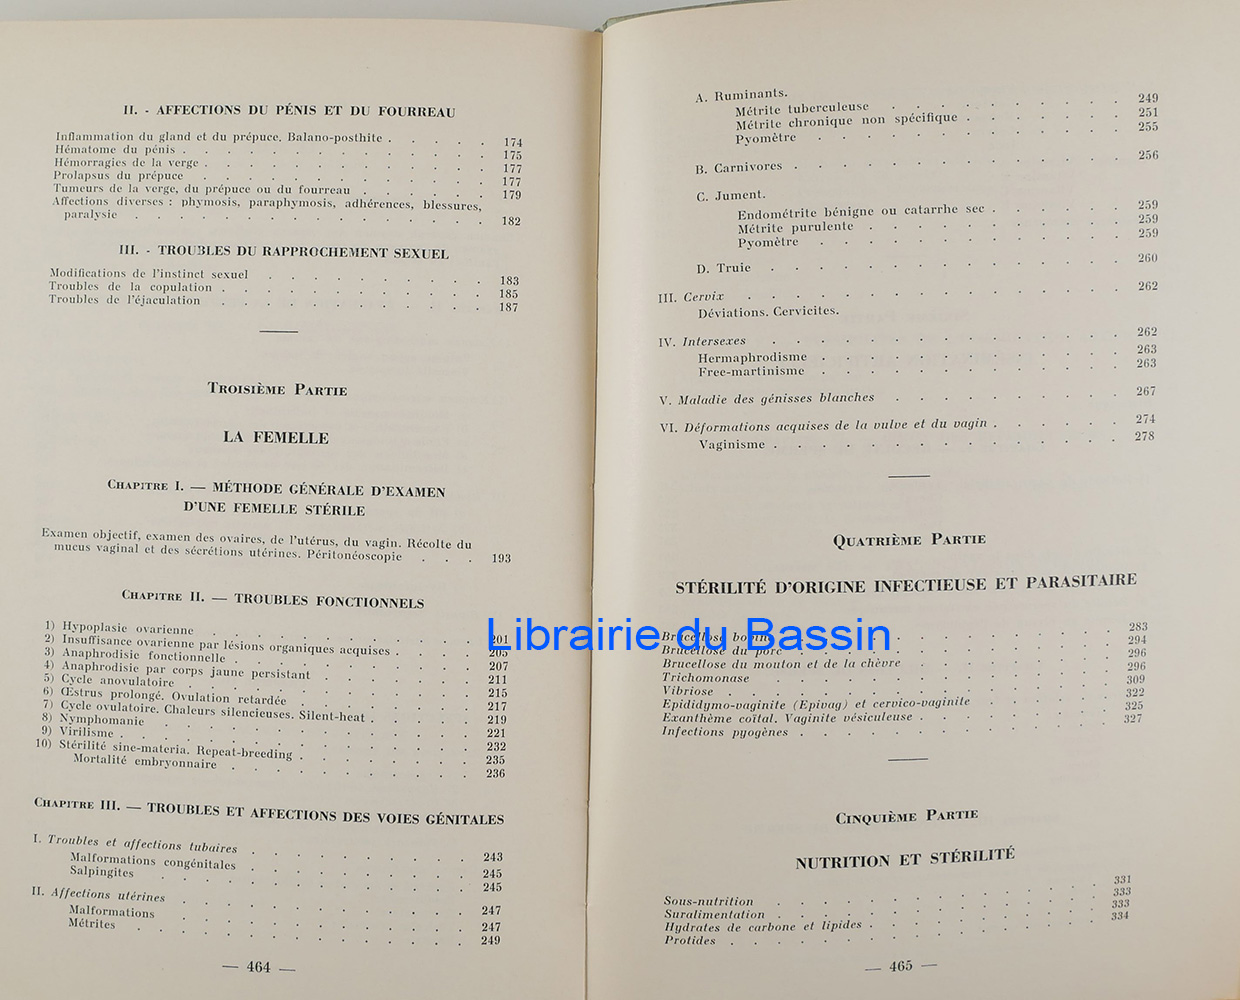 II. - AFFECTIONS DU PÉNIS ET DU FOURREAU
Inflammation du gland et du prépuce. Balano-posthite . . . . . 174
Hématome du pénis . . . . . . . . . . 175
Hémorragies de la verge . . . . . . . . . . 177
Prolapsus du prépuce . . . . . . . . . . 177
Tumeurs de la verge, du prépuce ou du fourreau . . . . . 179
Affections diverses : phymosis, paraphymosis, adhérences, blessures,
paralysie . . . . . . . . . . . . 182
III. - TROUBLES DU RAPPROCHEMENT SEXUEL
Modifications de l'instinct sexuel . . . . . . . . 183
Troubles de la copulation . . . . . . . . . 185
Troubles de l'éjaculation . . . . . . . . . 187
TROISIÈME PARTIE
LA FEMELLE
CHAPITRE I. — MÉTHODE GÉNÉRALE D'EXAMEN
D'UNE FEMELLE STÉRILE
Examen objectif, examen des ovaires, de l'utérus, du vagin. Récolte du
mucus vaginal et des sécrétions utérines. Péritonéoscopie . . . 193
CHAPITRE II. — TROUBLES FONCTIONNELS
1) Hypoplasie ovarienne . . . . . . . . . 201
2) Insuffisance ovarienne par lésions organiques acquises . . . . 205
3) Anaphrodisie fonctionnelle . . . . . . . . 207
4) Anaphrodisie par corps jaune persistant . . . . . 211
5) Cycle anovulatoire . . . . . . . . . . 215
6) Œstrus prolongé. Ovulation retardée . . . . . . 217
7) Cycle ovulatoire. Chaleurs silencieuses. Silent-heat . . . . 219
8) Nymphomanie . . . . . . . . . . 221
9) Virilisme . . . . . . . . . . . 232
10) Stérilité sine-materia. Repeat-breeding . . . . . . 235
Mortalité embryonnaire . . . . . . . . 236
CHAPITRE III. — TROUBLES ET AFFECTIONS DES VOIES GÉNITALES
I. Troubles et affections tubaires . . . . . . . 243
Malformations congénitales . . . . . . . . 245
Salpingites . . . . . . . . . . 245
II. Affections utérines . . . . . . . . . 247
Malformations . . . . . . . . . . 247
Métrites . . . . . . . . . . . 249
— 464 —
A. Ruminants.
Métrite tuberculeuse . . . . . . . . 249
Métrite chronique non spécifique . . . . . . 251
Pyomètre . . . . . . . . . . 255
B. Carnivores . . . . . . . . . . 256
C. Jument.
Endométrite bénigne ou catarrhe sec . . . . . 259
Métrite purulente . . . . . . . . . 259
Pyomètre . . . . . . . . . . 259
D. Truie . . . . . . . . . . . 260
III. Cervix . . . . . . . . . . . 262
Déviations. Cervicites.
IV. Intersexes . . . . . . . . . . 262
Hermaphrodisme . . . . . . . . . 263
Free-martinisme . . . . . . . . . 263
V. Maladie des génisses blanches . . . . . . . 267
VI. Déformations acquises de la vulve et du vagin . . . . . 274
Vaginisme . . . . . . . . . . 278
QUATRIÈME PARTIE
STÉRILITÉ D'ORIGINE INFECTIEUSE ET PARASITAIRE
Brucellose bovine . . . . . . . . . . 283
Brucellose du porc . . . . . . . . . . 294
Brucellose du mouton et de la chèvre . . . . . . 296
Trichomonase . . . . . . . . . . 296
Vibriose . . . . . . . . . . . 309
Epididymo-vaginite (Epivag) et cervico-vaginite . . . . . 322
Exanthème coïtal. Vaginite vésiculeuse . . . . . . 325
Infections pyogènes . . . . . . . . . 327
CINQUIÈME PARTIE
NUTRITION ET STÉRILITÉ
Sous-nutrition . . . . . . . . . . 331
Suralimentation . . . . . . . . . . 333
Hydrates de carbone et lipides . . . . . . . 333
Protides . . . . . . . . . . . 334
— 465 —
Librairie du Bassin